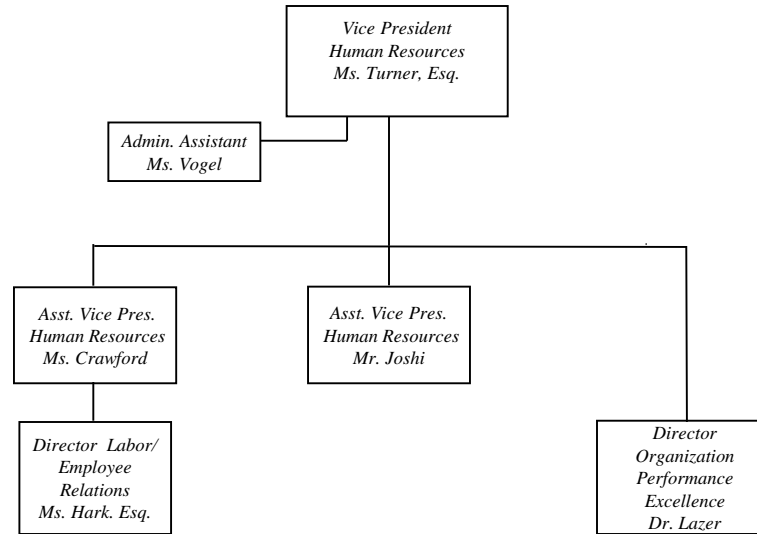 Vice President
Human Resources
Ms. Turner, Esq.
Admin. Assistant
Ms. Vogel
Asst. Vice Pres.
Human Resources
Ms. Crawford
Asst. Vice Pres.
Human Resources
Mr. Joshi
Director Labor/
Employee
Relations
Ms. Hark. Esq.
Director
Organization
Performance
Excellence
Dr. Lazer